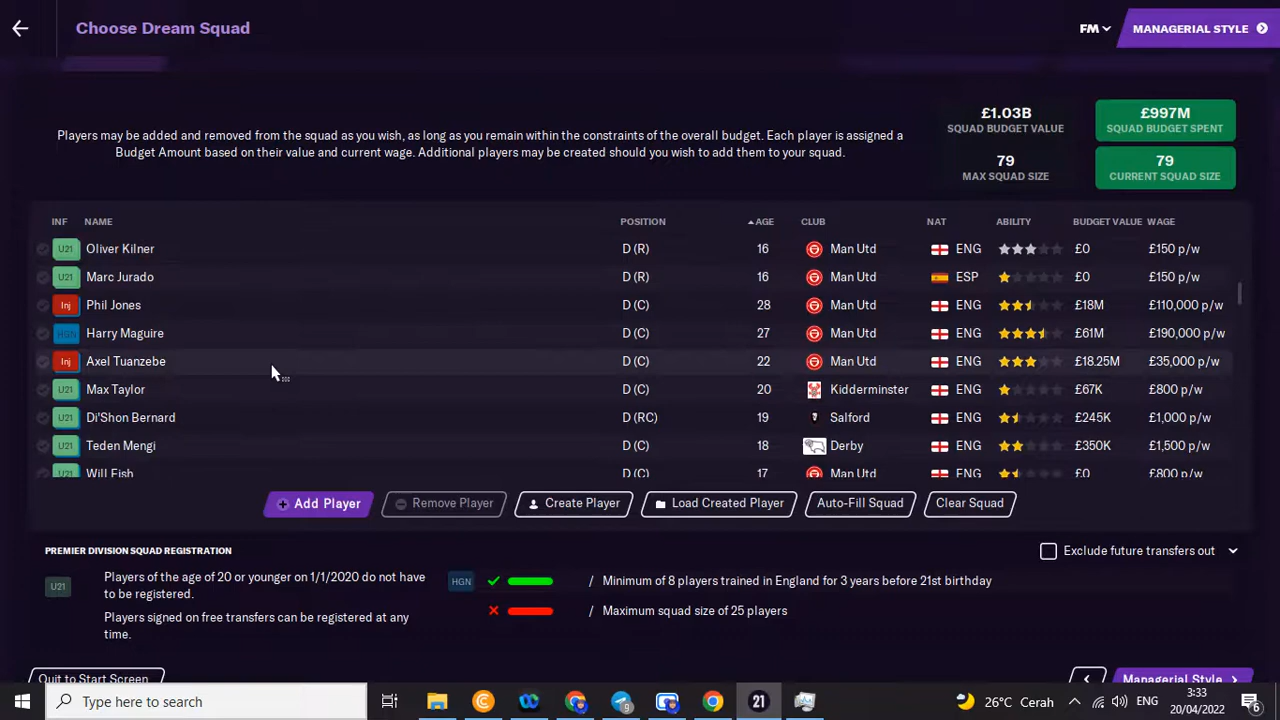 Choose Dream Squad
FM
MANAGERIAL STYLE
Players may be added and removed from the squad as you wish, as long as you remain within the constraints of the overall budget. Each player is assigned a
Budget Amount based on their value and current wage. Additional players may be created should you wish to add them to your squad.
£1.03B
SQUAD BUDGET VALUE
£997M
SQUAD BUDGET SPENT
79
MAX SQUAD SIZE
79
CURRENT SQUAD SIZE
INF NAME POSITION AGE CLUB NAT ABILITY BUDGET VALUE WAGE
U21 Oliver Kilner D (R) 16 Man Utd ENG £0 £150 p/w
U21 Marc Jurado D (R) 16 Man Utd ESP £0 £150 p/w
Inj Phil Jones D (C) 28 Man Utd ENG £18M £110,000 p/w
HGN Harry Maguire D (C) 27 Man Utd ENG £61M £190,000 p/w
Inj Axel Tuanzebe D (C) 22 Man Utd ENG £18.25M £35,000 p/w
U21 Max Taylor D (C) 20 Kidderminster ENG £67K £800 p/w
U21 Di'Shon Bernard D (RC) 19 Salford ENG £245K £1,000 p/w
U21 Teden Mengi D (C) 18 Derby ENG £350K £1,500 p/w
U21 Will Fish D (C) 17 Man Utd ENG £0 £800 p/w
Add Player
Remove Player
Create Player
Load Created Player
Auto-Fill Squad
Clear Squad
PREMIER DIVISION SQUAD REGISTRATION
Exclude future transfers out
U21
Players of the age of 20 or younger on 1/1/2020 do not have
to be registered.
Players signed on free transfers can be registered at any
time.
HGN / Minimum of 8 players trained in England for 3 years before 21st birthday
/ Maximum squad size of 25 players
Quit to Start Screen
Managerial Style
Type here to search
21
26°C Cerah
ENG
3:33
20/04/2022
6